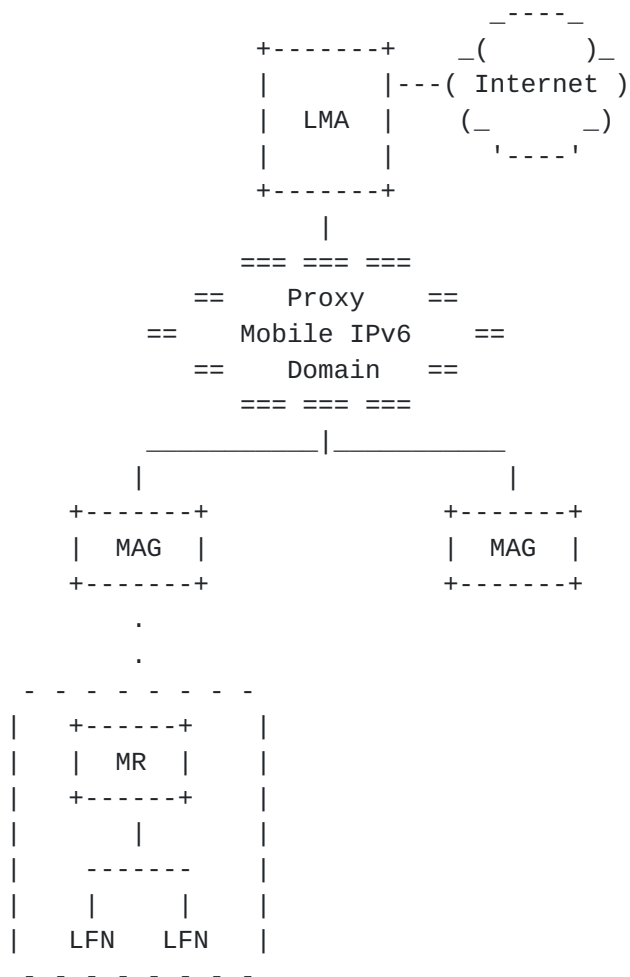 Internet
LMA
Proxy
Mobile IPv6
Domain
MAG MAG
MR
LFN LFN